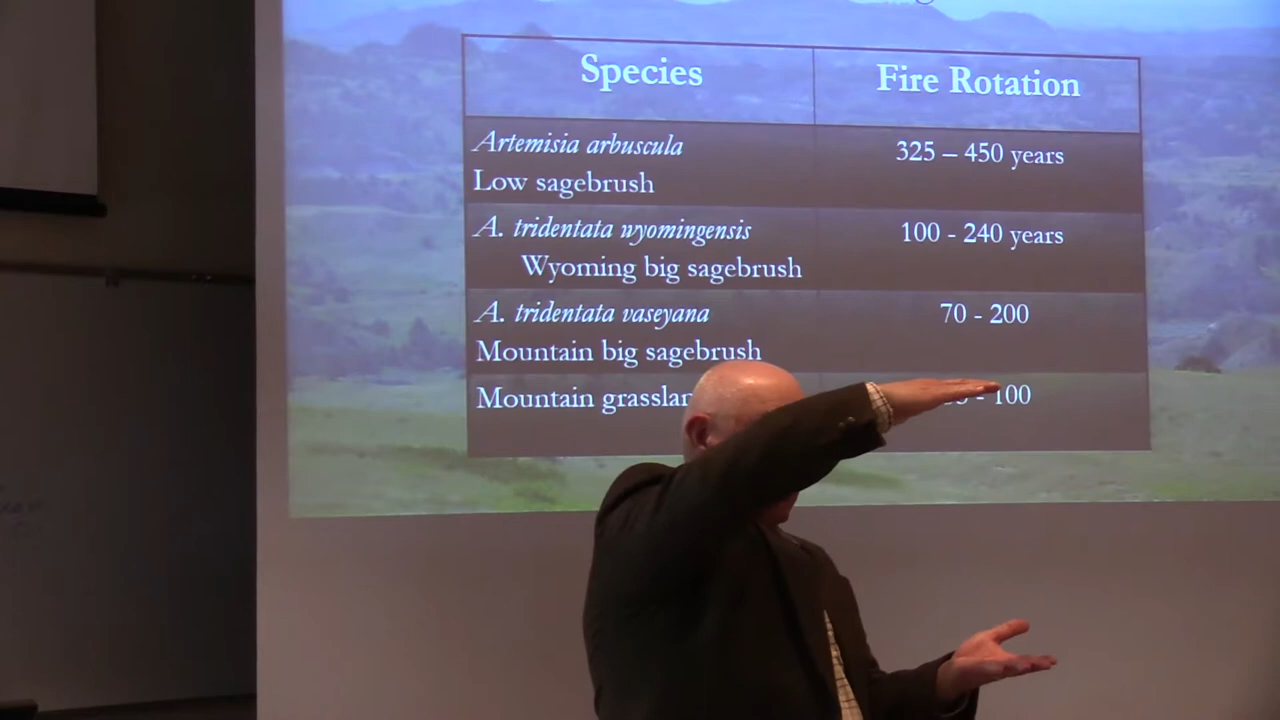 Species
Fire Rotation
Artemisia arbuscula
Low sagebrush
325 – 450 years
A. tridentata wyomingensis
Wyoming big sagebrush
100 - 240 years
A. tridentata vaseyana
Mountain big sagebrush
70 - 200
Mountain
- 100